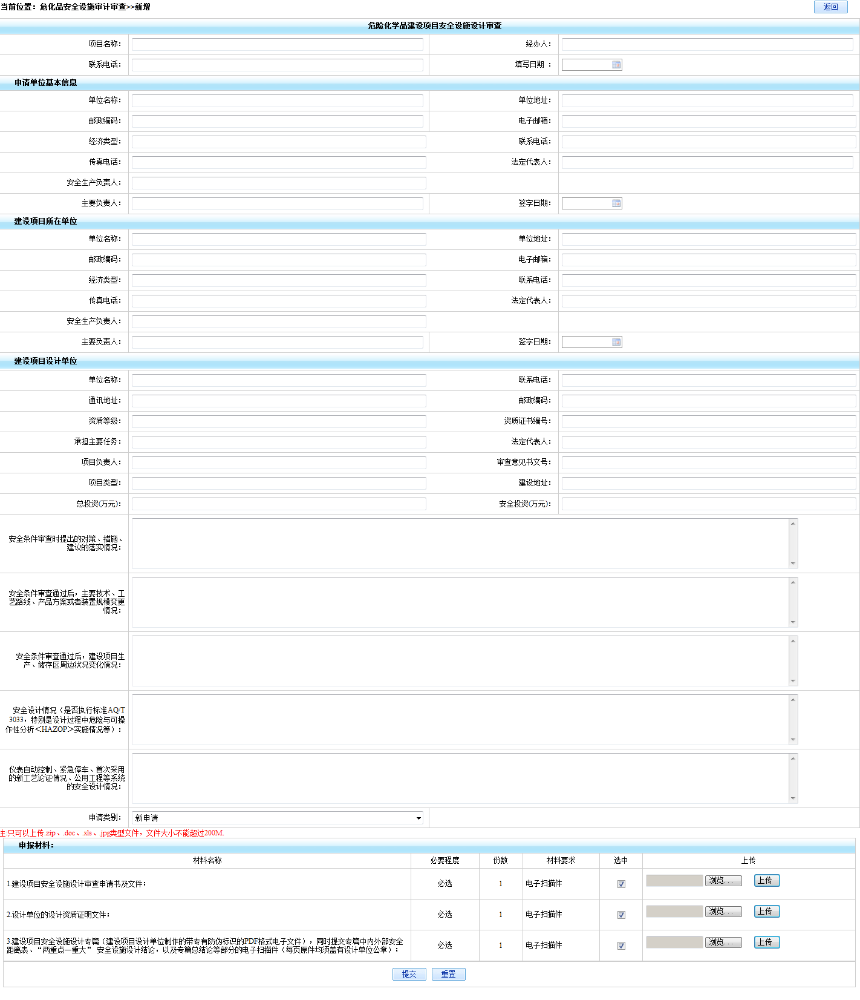 当前位置：危化品安全设施审计审查>>新增
返回
危险化学品建设项目安全设施设计审查
项目名称：
经办人：
联系电话：
填写日期 ：
申请单位基本信息
单位名称：
单位地址：
邮政编码：
电子邮箱：
经济类型：
联系电话：
传真电话：
法定代表人：
安全生产负责人：
主要负责人：
签字日期：
建设项目所在单位
单位名称：
单位地址：
邮政编码：
电子邮箱：
经济类型：
联系电话：
传真电话：
法定代表人：
安全生产负责人：
主要负责人：
签字日期：
建设项目设计单位
单位名称：
联系电话：
通讯地址：
邮政编码：
资质等级：
资质证书编号：
承担主要任务：
法定代表人：
项目负责人：
审查意见书文号：
项目类型：
建设地址：
总投资(万元)：
安全投资(万元)：
安全条件审查时提出的对策、措施、
建议的落实情况：
安全条件审查通过后，主要技术、工
艺路线、产品方案或者装置规模变更
情况：
安全条件审查通过后，建设项目生
产、储存区周边状况变化情况：
安全设计情况（是否执行标准AQ/T
3033，特别是设计过程中危险与可操
作性分析＜HAZOP＞实施情况等）：
仪表自动控制、紧急停车、首次采用
的新工艺论证情况、公用工程等系统
的安全设计情况：
申请类别：
新申请
主:只可以上传.zip、.doc、.xls、.jpg类型文件，文件大小不能超过200M.
申报材料：
材料名称
必要程度
份数
材料要求
选中
上传
1.建设项目安全设施设计审查申请书及文件；
必选
1
电子扫描件
浏览...
上传
2.设计单位的设计资质证明文件；
必选
1
电子扫描件
浏览...
上传
3.建设项目安全设施设计专篇（建设项目设计单位制作的带专有防伪标识的PDF格式电子文件），同时提交专篇中内外部安全
距离表、“两重点一重大” 安全设施设计结论，以及专篇总结论等部分的电子扫描件（每页原件均须盖有设计单位公章）；
必选
1
电子扫描件
浏览...
上传
提交
重置